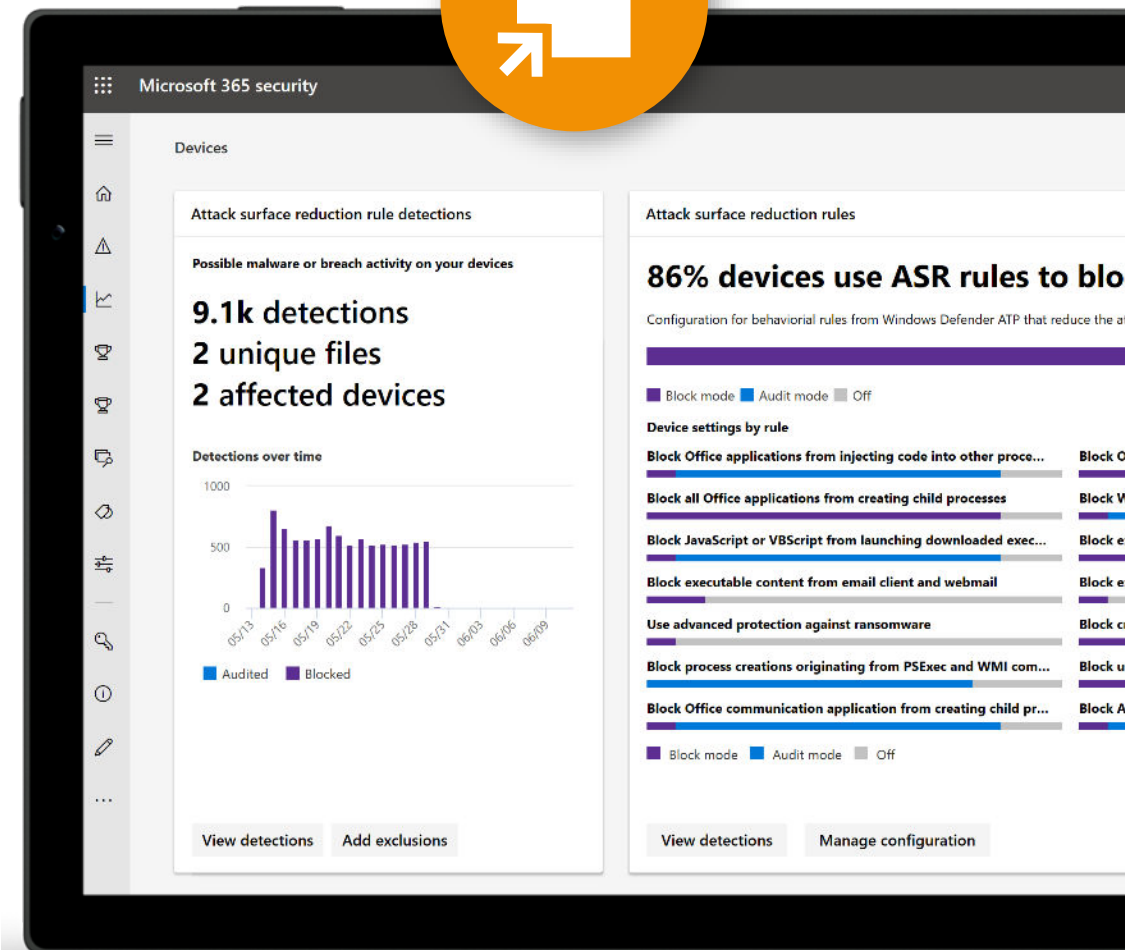 Microsoft 365 security
Devices
Attack surface reduction rule detections
Possible malware or breach activity on your devices
9.1k detections
2 unique files
2 affected devices
Detections over time
1000
500
0
05/13 05/16 05/19 05/22 05/25 05/28 05/31 06/03 06/06 06/09
Audited Blocked
View detections Add exclusions
Attack surface reduction rules
86% devices use ASR rules to blo
Configuration for behaviorial rules from Windows Defender ATP that reduce the at
Block mode Audit mode Off
Device settings by rule
Block Office applications from injecting code into other proce...
Block all Office applications from creating child processes
Block JavaScript or VBScript from launching downloaded exec...
Block executable content from email client and webmail
Use advanced protection against ransomware
Block process creations originating from PSExec and WMI com...
Block Office communication application from creating child pr...
Block O
Block W
Block e
Block e
Block c
Block u
Block A
Block mode Audit mode Off
View detections Manage configuration